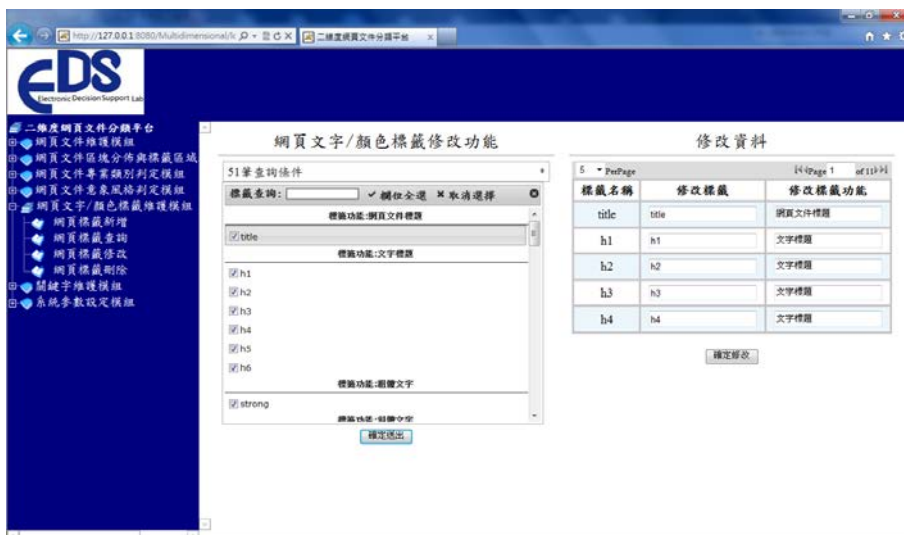 http://127.0.0.1:8080/Multidimensional/k
二維度網頁文件分類平台
EDS
Electronic Decision Support Lab
二維度網頁文件分類平台
網頁文件維護模組
網頁文件區塊分佈與標籤區域
網頁文件專業類別判定模組
網頁文件意象風格判定模組
網頁文字/顏色標籤維護模組
網頁標籤新增
網頁標籤查詢
網頁標籤修改
網頁標籤刪除
關鍵字維護模組
系統參數設定模組
網頁文字/顏色標籤修改功能
51筆查詢條件
標籤查詢: 欄位全選 取消選擇
標籤功能:網頁文件標題
title
標籤功能:文字標題
h1
h2
h3
h4
h5
h6
標籤功能:粗體文字
strong
標籤功能:斜體文字
確定送出
修改資料
5 PerPage Page 1 of 11
標籤名稱 修改標籤 修改標籤功能
title title 網頁文件標題
h1 h1 文字標題
h2 h2 文字標題
h3 h3 文字標題
h4 h4 文字標題
確定修改